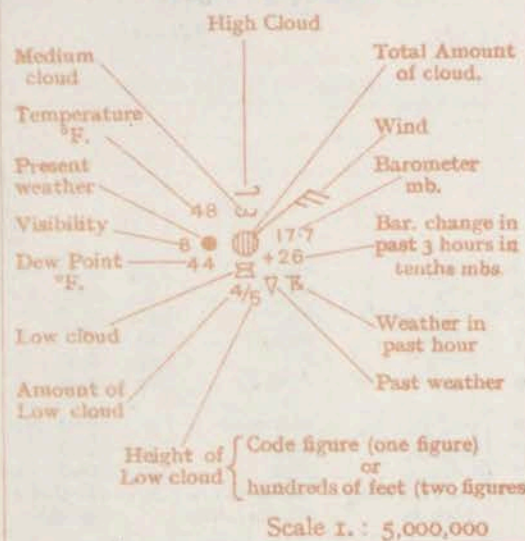 High Cloud
Medium
cloud
Total Amount
of cloud.
Temperature
°F.
Wind
Present
weather
Barometer
mb.
48
Visibility
8
17·7
Bar. change in
past 3 hours in
tenths mbs.
Dew Point
°F.
44
+26
4/5
Low cloud
Weather in
past hour
Amount of
Low cloud
Past weather
Height of
Low cloud
Code figure (one figure)
or
hundreds of feet (two figures
Scale 1. : 5,000,000